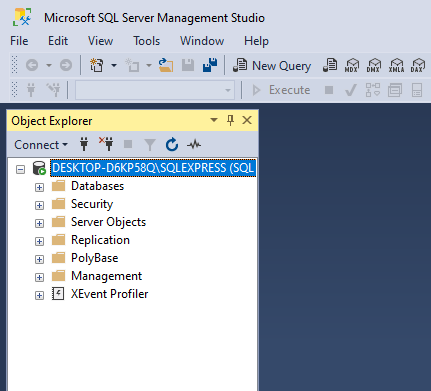 Microsoft SQL Server Management Studio
File Edit View Tools Window Help
New Query MDX DMX XMLA DAX
Execute
Object Explorer
Connect
DESKTOP-D6KP58Q\SQLEXPRESS (SQL
Databases
Security
Server Objects
Replication
PolyBase
Management
XEvent Profiler